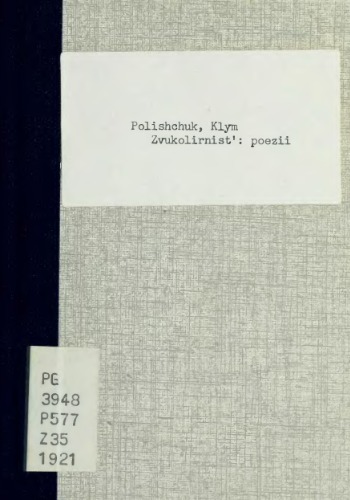 Polishchuk, Klym
Zvukolirnist': poezii
PG
3948
P577
Z35
1921